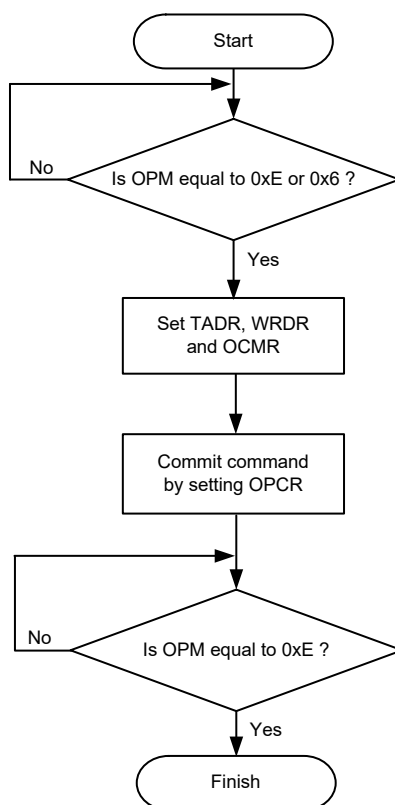 Start
No
Is OPM equal to 0xE or 0x6 ?
Yes
Set TADR, WRDR
and OCMR
Commit command
by setting OPCR
No
Is OPM equal to 0xE ?
Yes
Finish